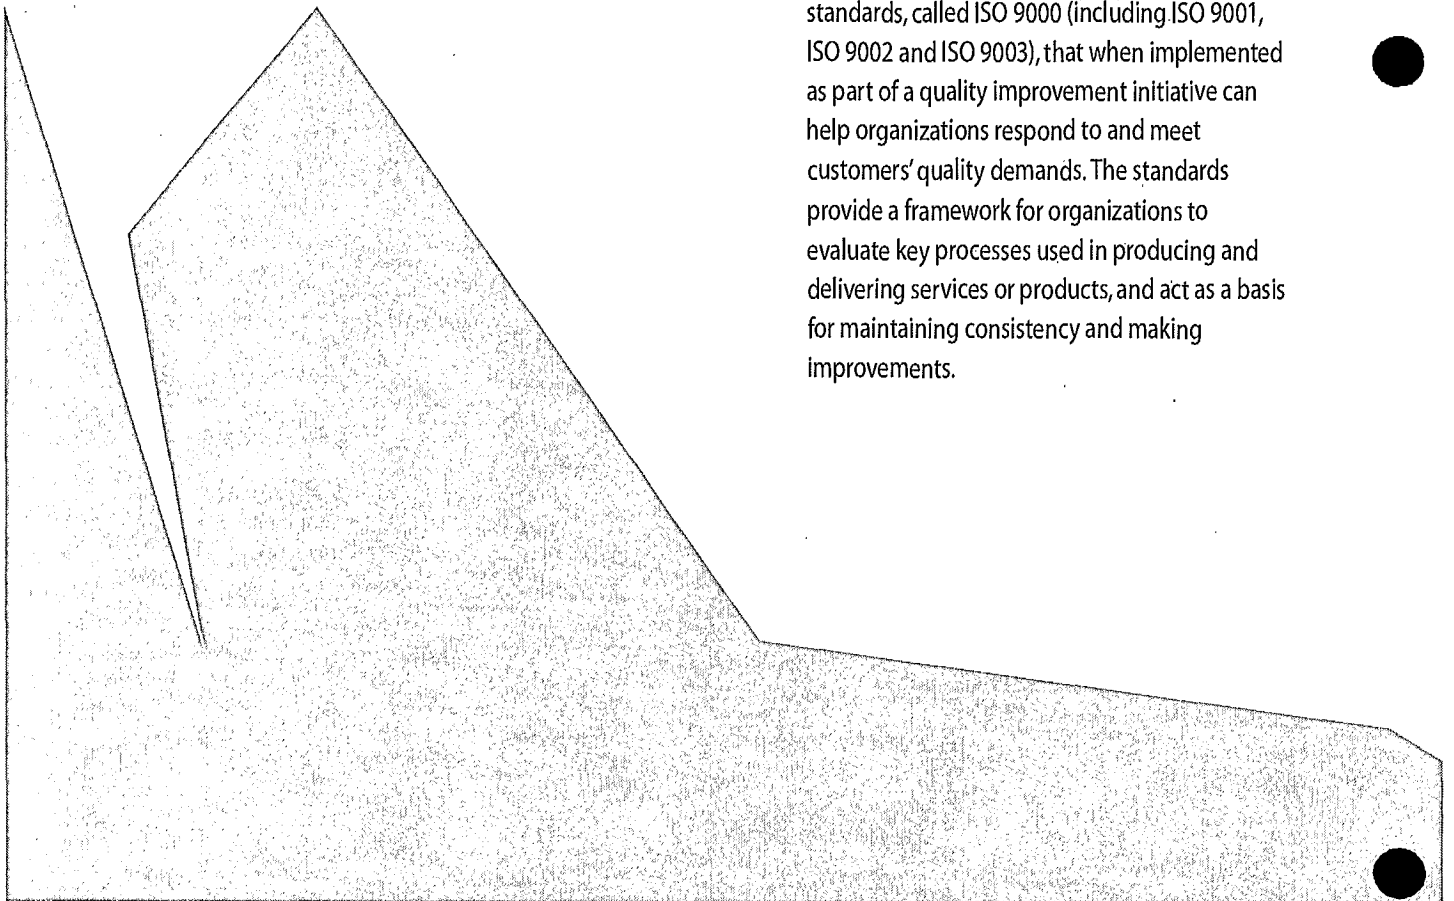 standards, called ISO 9000 (including ISO 9001,
ISO 9002 and ISO 9003), that when implemented
as part of a quality improvement initiative can
help organizations respond to and meet
customers' quality demands. The standards
provide a framework for organizations to
evaluate key processes used in producing and
delivering services or products, and act as a basis
for maintaining consistency and making
improvements.